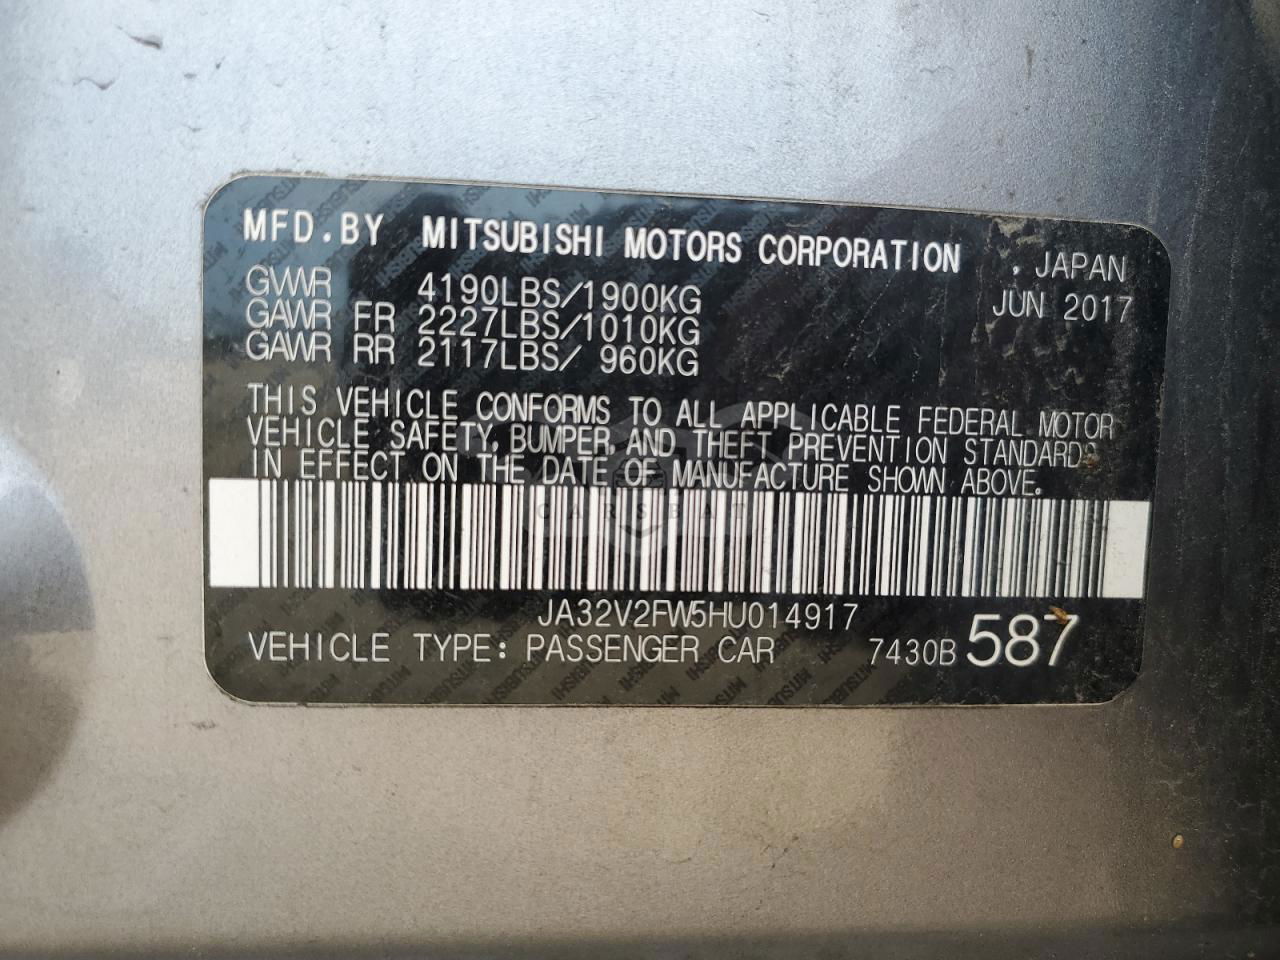 MFD.BY MITSUBISHI MOTORS CORPORATION , JAPAN
GVWR 4190LBS/1900KG JUN 2017
GAWR FR 2227LBS/1010KG
GAWR RR 2117LBS/ 960KG
THIS VEHICLE CONFORMS TO ALL APPLICABLE FEDERAL MOTOR
VEHICLE SAFETY, BUMPER, AND THEFT PREVENTION STANDARDS
IN EFFECT ON THE DATE OF MANUFACTURE SHOWN ABOVE.
CARSBAT
JA32V2FW5HU014917
VEHICLE TYPE: PASSENGER CAR 7430B 587